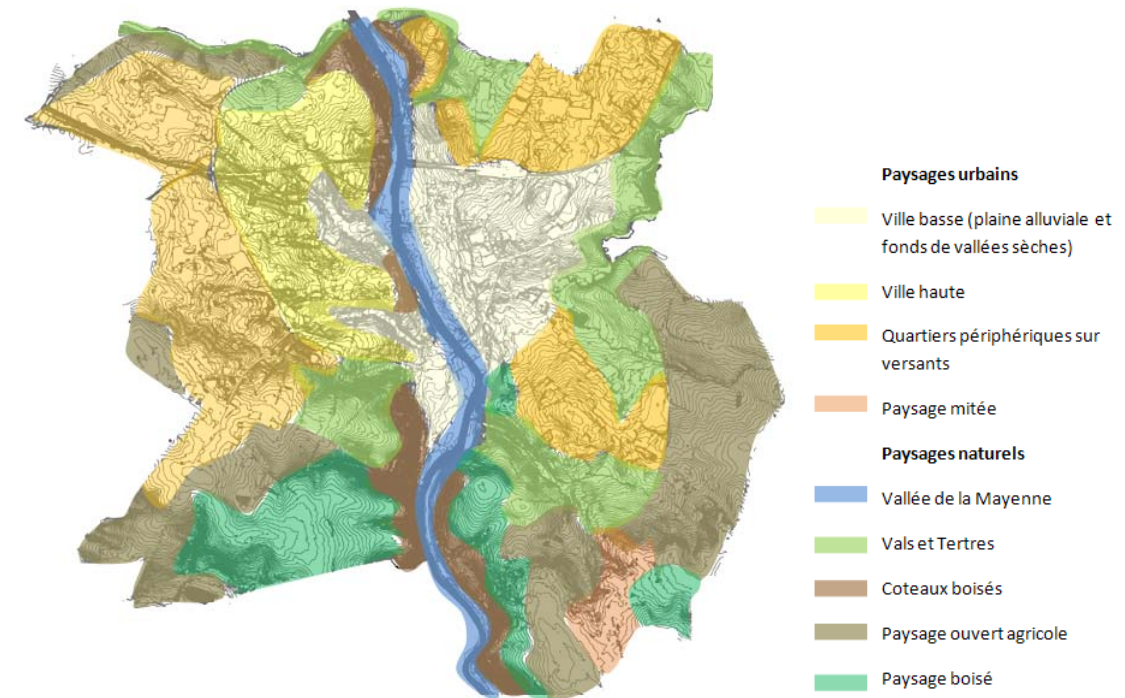 Paysages urbains
Ville basse (plaine alluviale et
fonds de vallées sèches)
Ville haute
Quartiers périphériques sur
versants
Paysage mitée
Paysages naturels
Vallée de la Mayenne
Vals et Tertres
Coteaux boisés
Paysage ouvert agricole
Paysage boisé